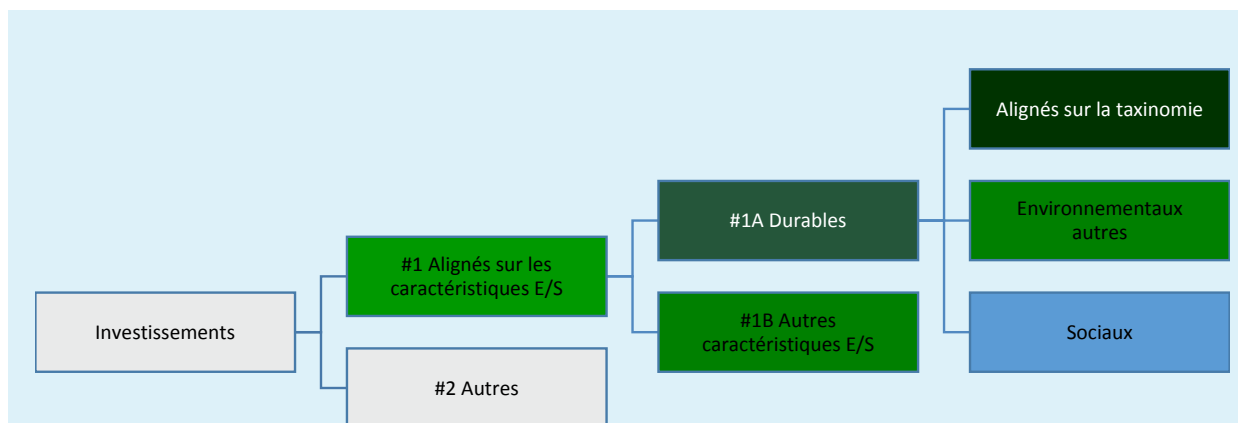 Investissements
#1 Alignés sur les
caractéristiques E/S
#2 Autres
#1A Durables
#1B Autres
caractéristiques E/S
Alignés sur la taxinomie
Environnementaux
autres
Sociaux